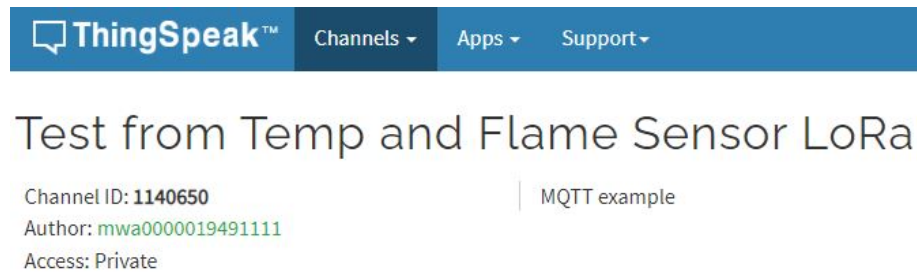 ThingSpeak™ Channels Apps Support
Test from Temp and Flame Sensor LoRa
Channel ID: 1140650 MQTT example
Author: mwa0000019491111
Access: Private